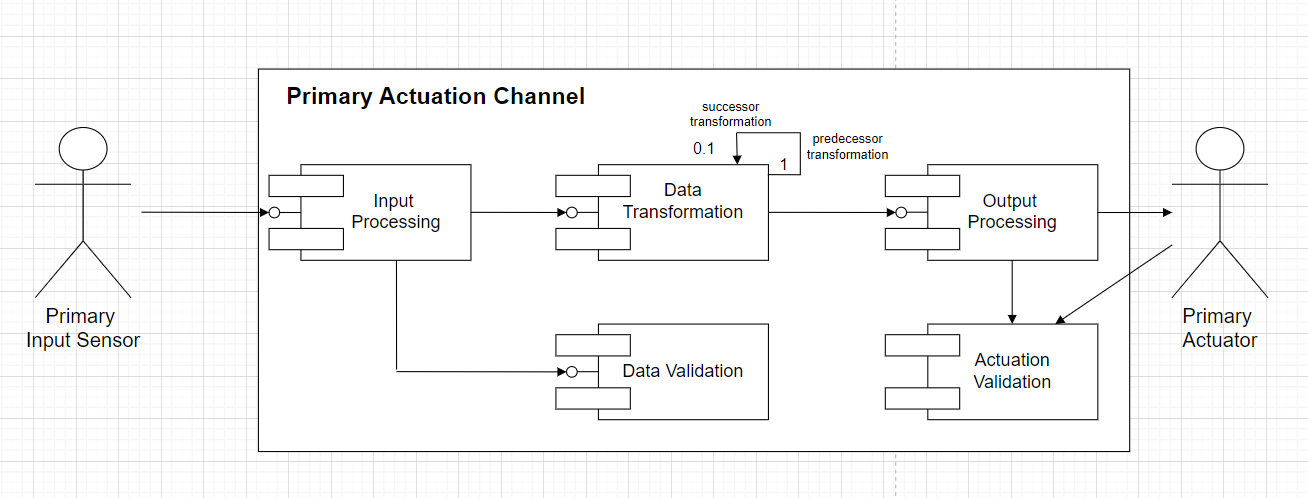 Primary Actuation Channel
successor
transformation
predecessor
transformation
0.1
1
Input
Processing
Data
Transformation
Output
Processing
Primary
Input Sensor
Primary
Actuator
Data Validation
Actuation
Validation